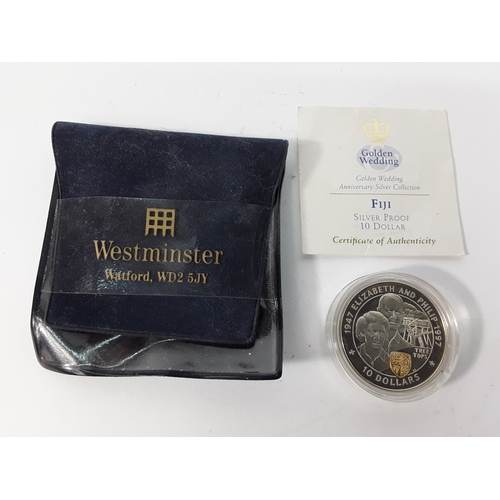 Westminster
Watford, WD2 5JY
Golden
Wedding
Golden Wedding
Anniversary Silver Collection
FIJI
SILVER PROOF
10 DOLLAR
Certificate of Authenticity
1947 ELIZABETH AND PHILIP 1997
TREE
TOPS
10 DOLLARS